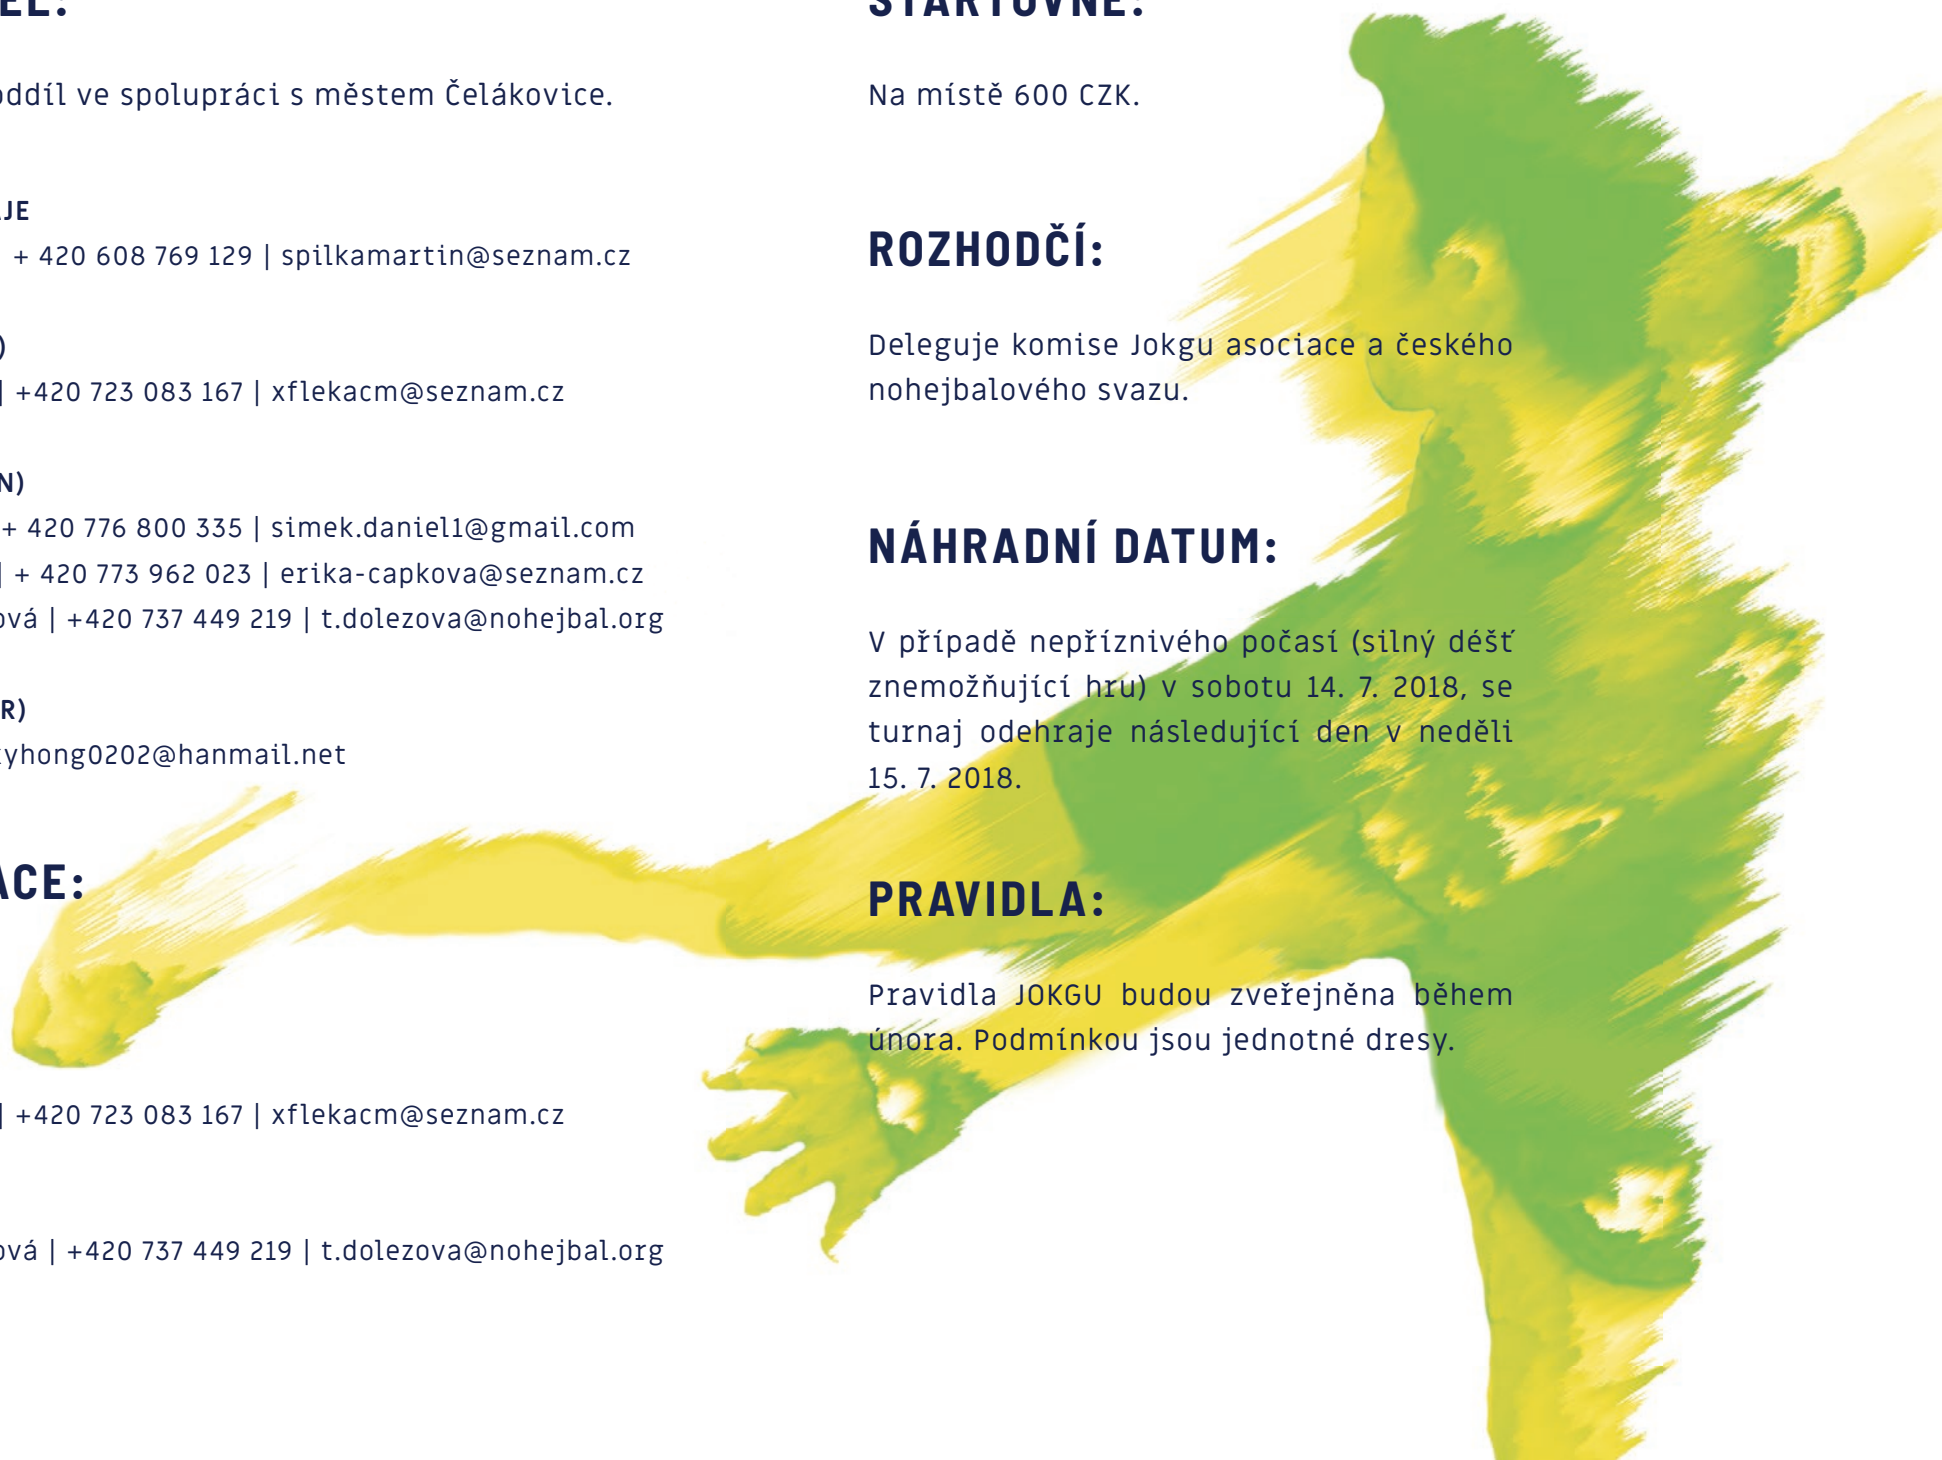 EL:
oddíl ve spolupráci s městem Čelákovice.
JE
+ 420 608 769 129 | spilkamartin@seznam.cz
)
| +420 723 083 167 | xflekacm@seznam.cz
N)
+ 420 776 800 335 | simek.daniel1@gmail.com
| + 420 773 962 023 | erika-capkova@seznam.cz
ová | +420 737 449 219 | t.dolezova@nohejbal.org
R)
yhong0202@hanmail.net
ACE:
| +420 723 083 167 | xflekacm@seznam.cz
ová | +420 737 449 219 | t.dolezova@nohejbal.org
STARTOVNÉ:
Na místě 600 CZK.
ROZHODČÍ:
Deleguje komise Jokgu asociace a českého
nohejbalového svazu.
NÁHRADNÍ DATUM:
V případě nepříznivého počasí (silný déšť
znemožňující hru) v sobotu 14. 7. 2018, se
turnaj odehraje následující den v neděli
15. 7. 2018.
PRAVIDLA:
Pravidla JOKGU budou zveřejněna během
února. Podmínkou jsou jednotné dresy.